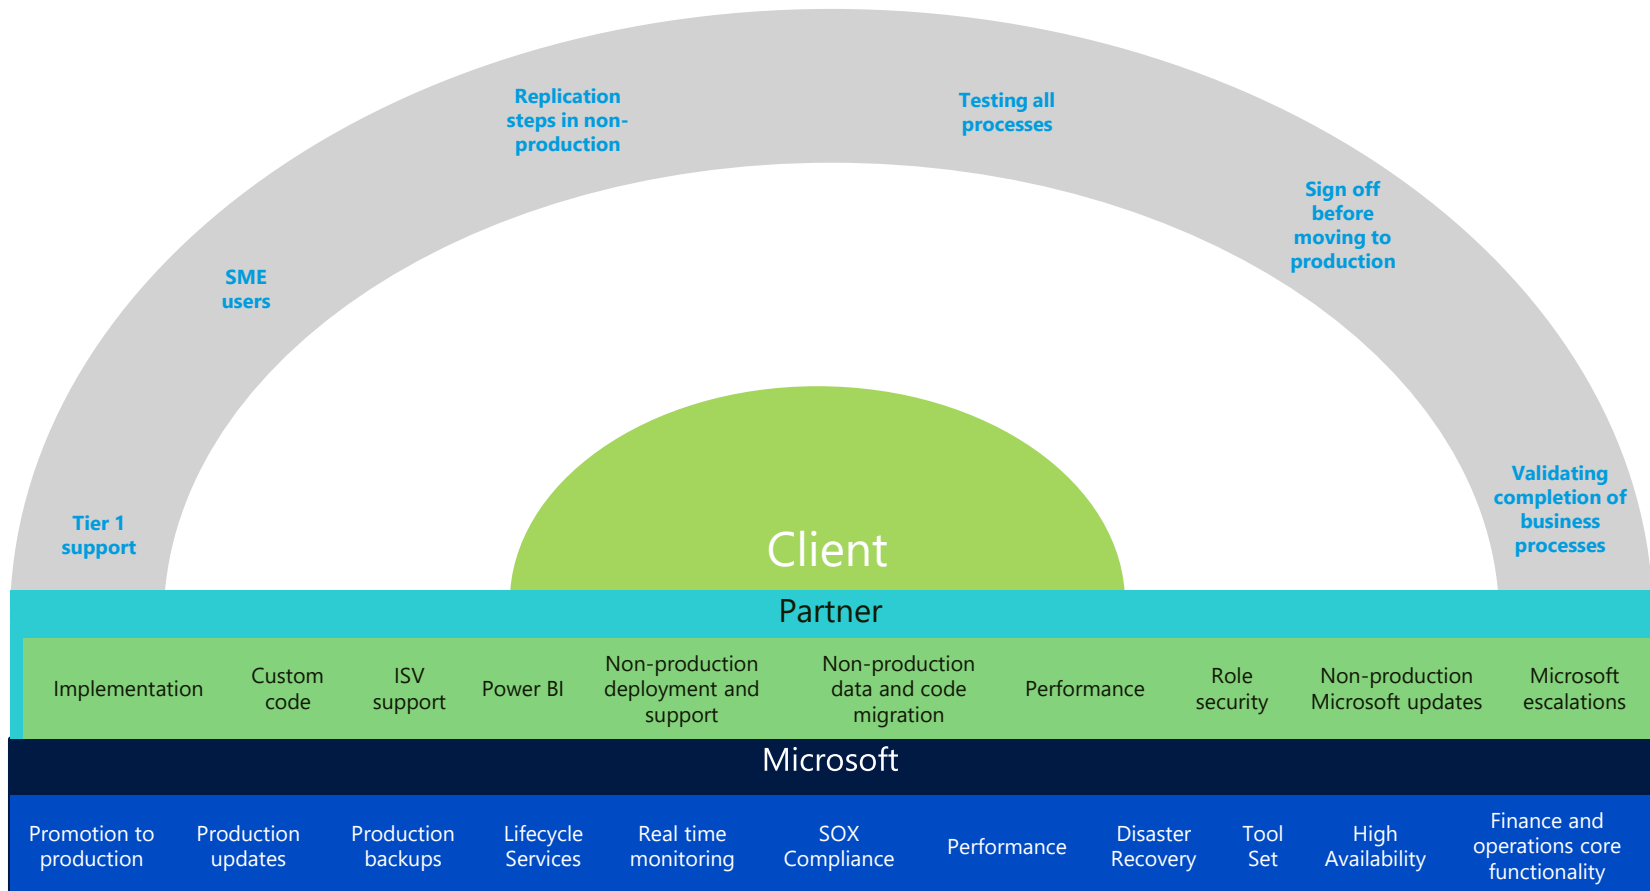 Replication
steps in non-
production
Testing all
processes
Sign off
before
moving to
production
SME
users
Validating
completion of
business
processes
Tier 1
support
Client
Partner
Implementation
Custom
code
ISV
support
Power BI
Non-production
deployment and
support
Non-production
data and code
migration
Performance
Role
security
Non-production
Microsoft updates
Microsoft
escalations
Microsoft
Promotion to
production
Production
updates
Production
backups
Lifecycle
Services
Real time
monitoring
SOX
Compliance
Performance
Disaster
Recovery
Tool
Set
High
Availability
Finance and
operations core
functionality